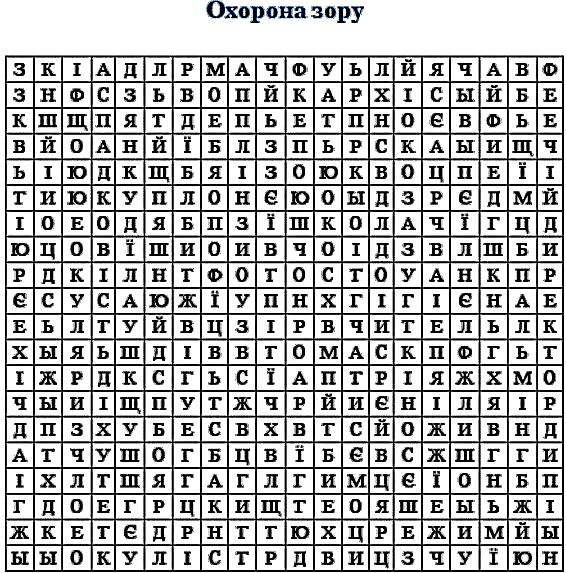 Охорона зору
З К І А Д Л Р М А Ч Ф У Ь Л Й Я Ч А В Ф
З Н Ф С З Ь В О П Й К А Р Х І С Ы Й Б Е
К Ш Щ П Я Т Д Е П Ь Е Т П Н О Є В Ф Ь Е
В Й О А Н Й Ї Б Л З П Ь Р С К А Ы И Щ Ч
Ь І Ю Д К Щ Б Я І З О Ю К В О Ц П Е Ї І
Т И Ю К У П Л О Н Є Ю О Ы Д З Р Є Д М Й
І О Е О Д Я Б П З Ї Ш К О Л А Ч Ї Г Ц Д
Ю Ц О В Ї Ш И О И В Ч О І Д З В Л Ш Б И
Р Д К І Л Н Т Ф О Т О С Т О У А Н К П Р
Є С У С А Ю Ж Ї У П Н Х Г І Г І Є Н А Е
Е Ь Л Т У Й В Ц З І Р В Ч И Т Е Л Ь Л К
Х Ы Я Ь Ш Д І В В Т О М А С К П Ф Г Ь Т
І Ж Р Д К С Г Ь С Ї А П Т Р І Я Ж Х М О
Ч Ы И І Щ П У Т Ж Ч Р Й И Є Н І Л Я І Р
Д П З Х У Б Е С В Х В Т С Й О Ж И В Н Д
А Т Ч У Ш О Г Б Ц В Ї Б Є В С Ж Ш Г Г И
І Х Л Т Ш Я Г А Г Л Г И М Ц Є Ї О Н Б П
Г Д О Е Г Р Ц К И Щ Т Е О Я Ш Е Ы Ь Ж І
Ж К Е Т Є Д Р Н Т Т Ю Х Ц Р Е Ж И М Й Ы
Ы Ы О К У Л І С Т Р Д В И Ц З Ч У Ї Ю Н